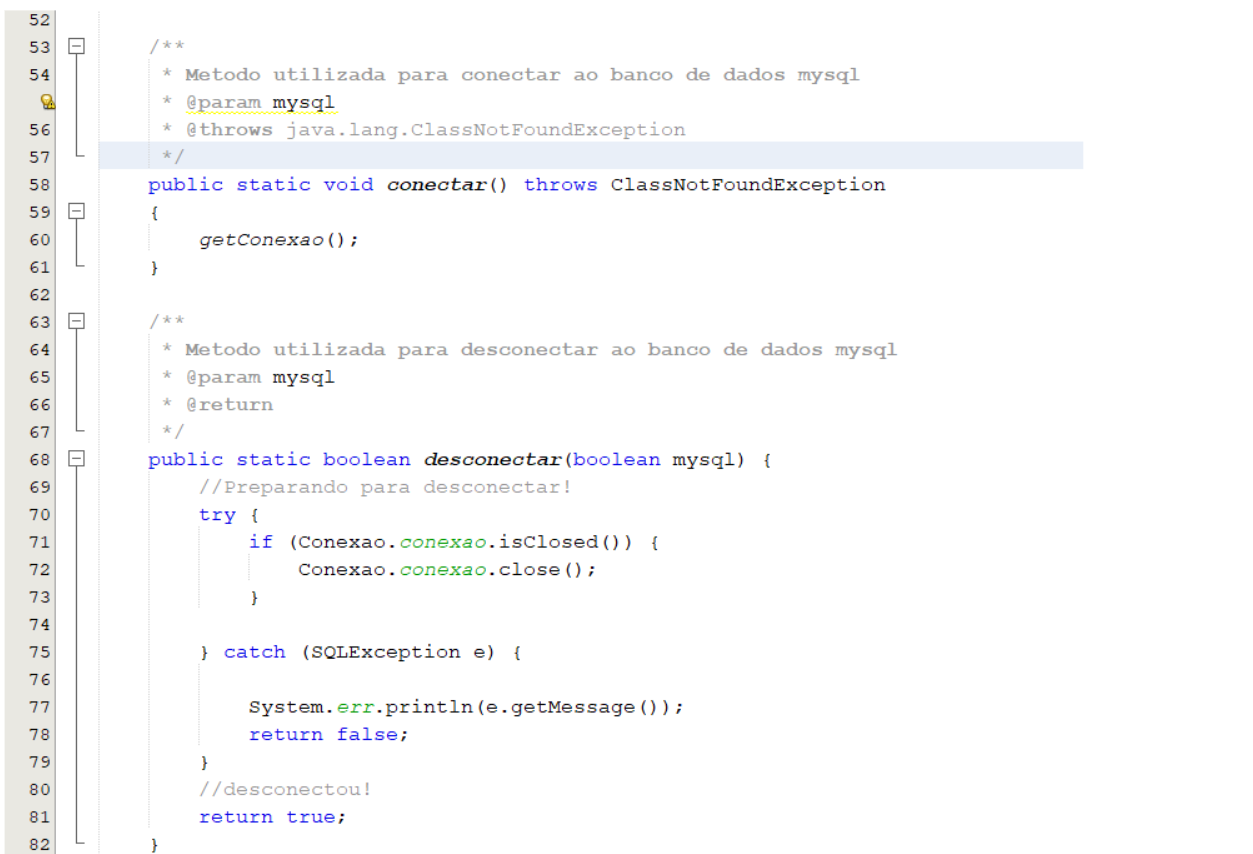 52
53 /**
54 * Metodo utilizada para conectar ao banco de dados mysql
* @param mysql
56 * @throws java.lang.ClassNotFoundException
57 */
58 public static void conectar() throws ClassNotFoundException
59 {
60 getConexao();
61 }
62
63 /**
64 * Metodo utilizada para desconectar ao banco de dados mysql
65 * @param mysql
66 * @return
67 */
68 public static boolean desconectar(boolean mysql) {
69 //Preparando para desconectar!
70 try {
71 if (Conexao.conexao.isClosed()) {
72 Conexao.conexao.close();
73 }
74
75 } catch (SQLException e) {
76
77 System.err.println(e.getMessage());
78 return false;
79 }
80 //desconectou!
81 return true;
82 }